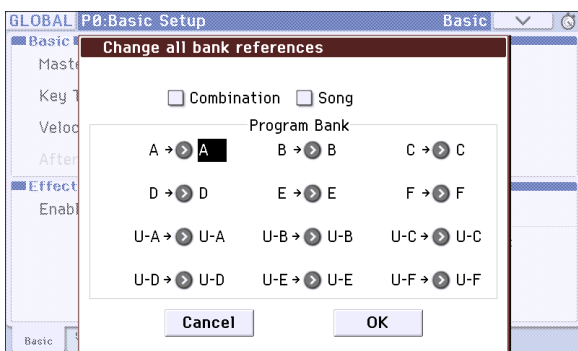 GLOBAL P0:Basic Setup Basic
Basic
Change all bank references
Maste
Key T
Combination Song
Veloc
Program Bank
After
A → A B → B C → C
Effect
D → D E → E F → F
Enabl
U-A → U-A U-B → U-B U-C → U-C
U-D → U-D U-E → U-E U-F → U-F
Cancel OK
Basic